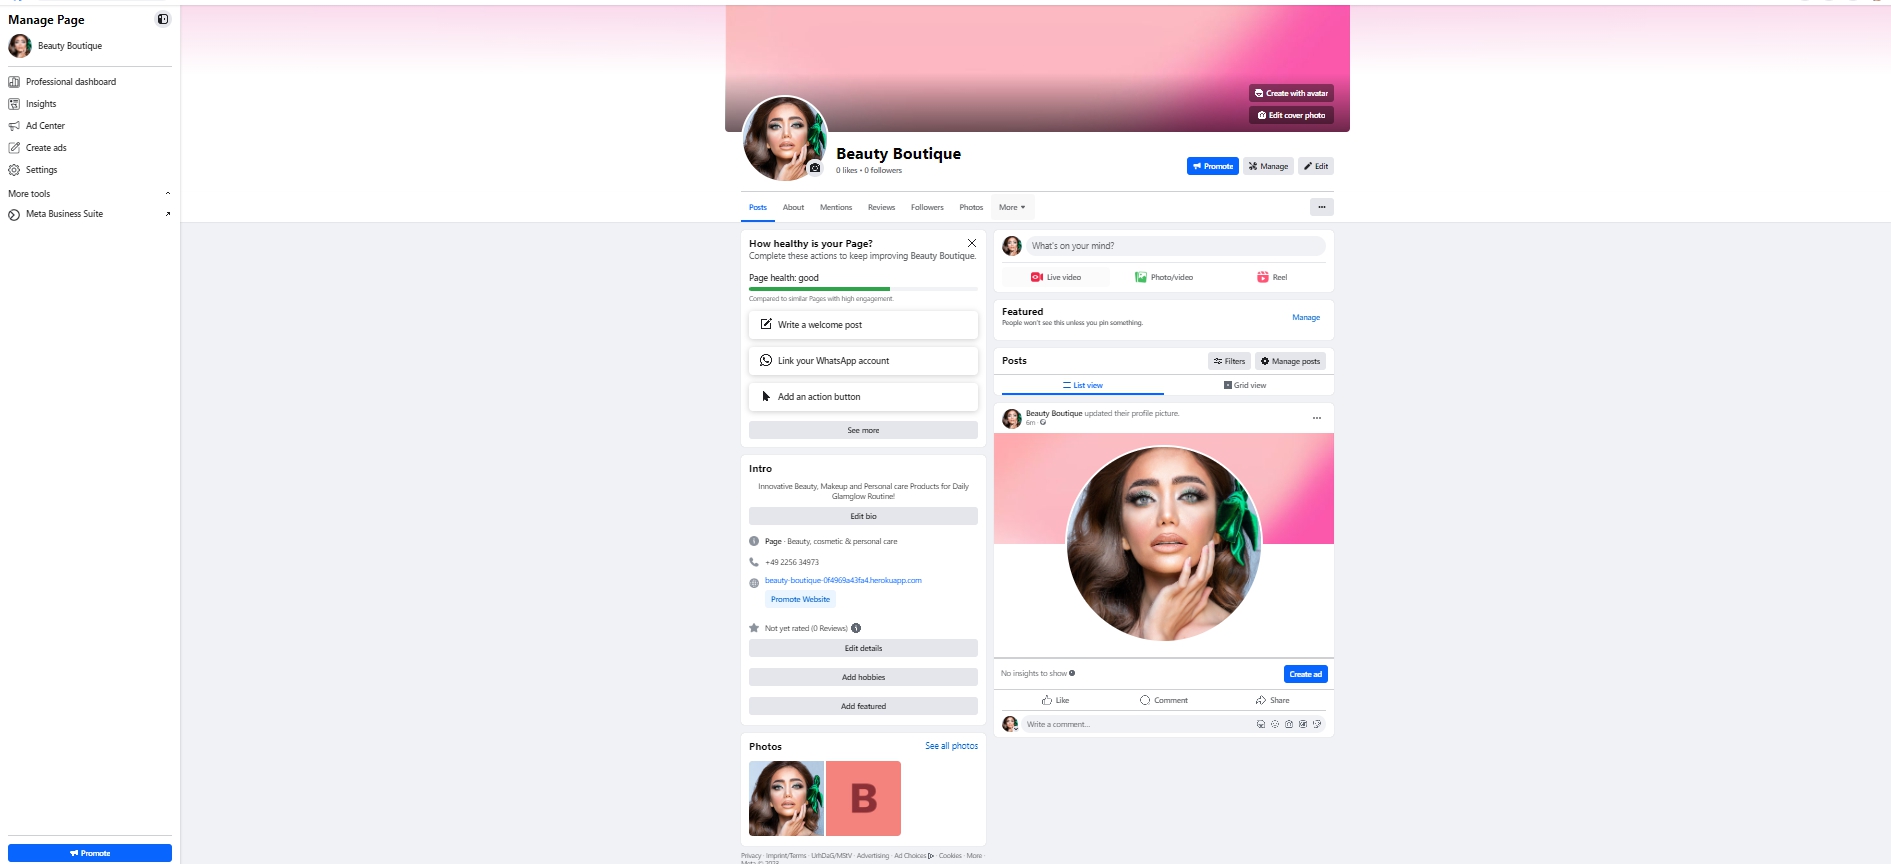 Manage Page
Beauty Boutique
Professional dashboard
Insights
Ad Center
Create ads
Settings
More tools
Meta Business Suite
Promote
Create with avatar
Edit cover photo
Beauty Boutique
0 likes • 0 followers
Promote
Manage
Edit
Posts
About
Mentions
Reviews
Followers
Photos
More
How healthy is your Page?
Complete these actions to keep improving Beauty Boutique.
Page health: good
Compared to similar Pages with high engagement.
Write a welcome post
Link your WhatsApp account
Add an action button
See more
Intro
Innovative Beauty, Makeup and Personal care Products for Daily
Glamglow Routine!
Edit bio
Page · Beauty, cosmetic & personal care
+49 2256 34973
beauty-boutique-0f4969a43fa4.herokuapp.com
Promote Website
Not yet rated (0 Reviews)
Edit details
Add hobbies
Add featured
Photos
See all photos
B
Privacy · Imprint/Terms · UrhDaG/MStV · Advertising · Ad Choices · Cookies · More ·
Meta © 2023
What's on your mind?
Live video
Photo/video
Reel
Featured
People won't see this unless you pin something.
Manage
Posts
Filters
Manage posts
List view
Grid view
Beauty Boutique updated their profile picture.
6m ·
No insights to show
Create ad
Like
Comment
Share
Write a comment...